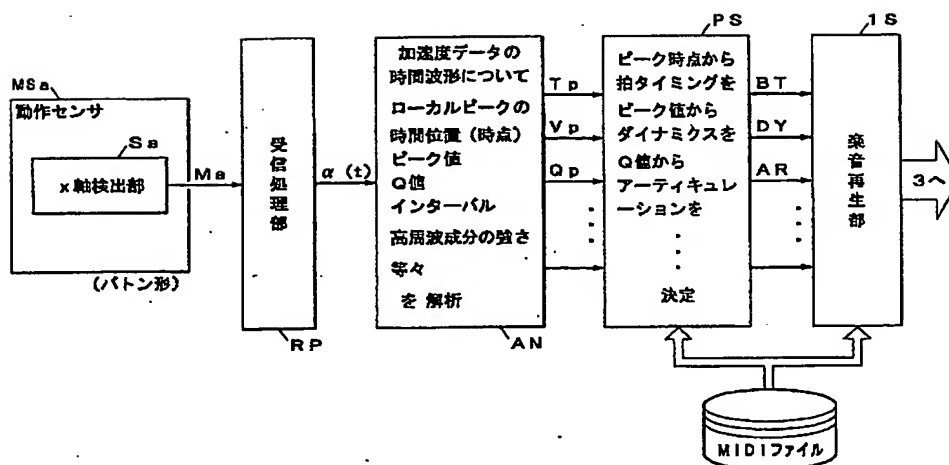 MSa
動作センサ
Sa
x軸検出部
(バトン形)
Ma
受信処理部
RP
α(t)
加速度データの
時間波形について
ローカルピークの
時間位置(時点)
ピーク値
Q値
インターバル
高周波成分の強さ
等々
を 解析
AN
Tp
Vp
Qp
PS
ピーク時点から
拍タイミングを
ピーク値から
ダイナミクスを
Q値から
アーティキュレ
ーションを
決定
BT
DY
AR
1S
楽音再生部
3へ
MIDIファイル